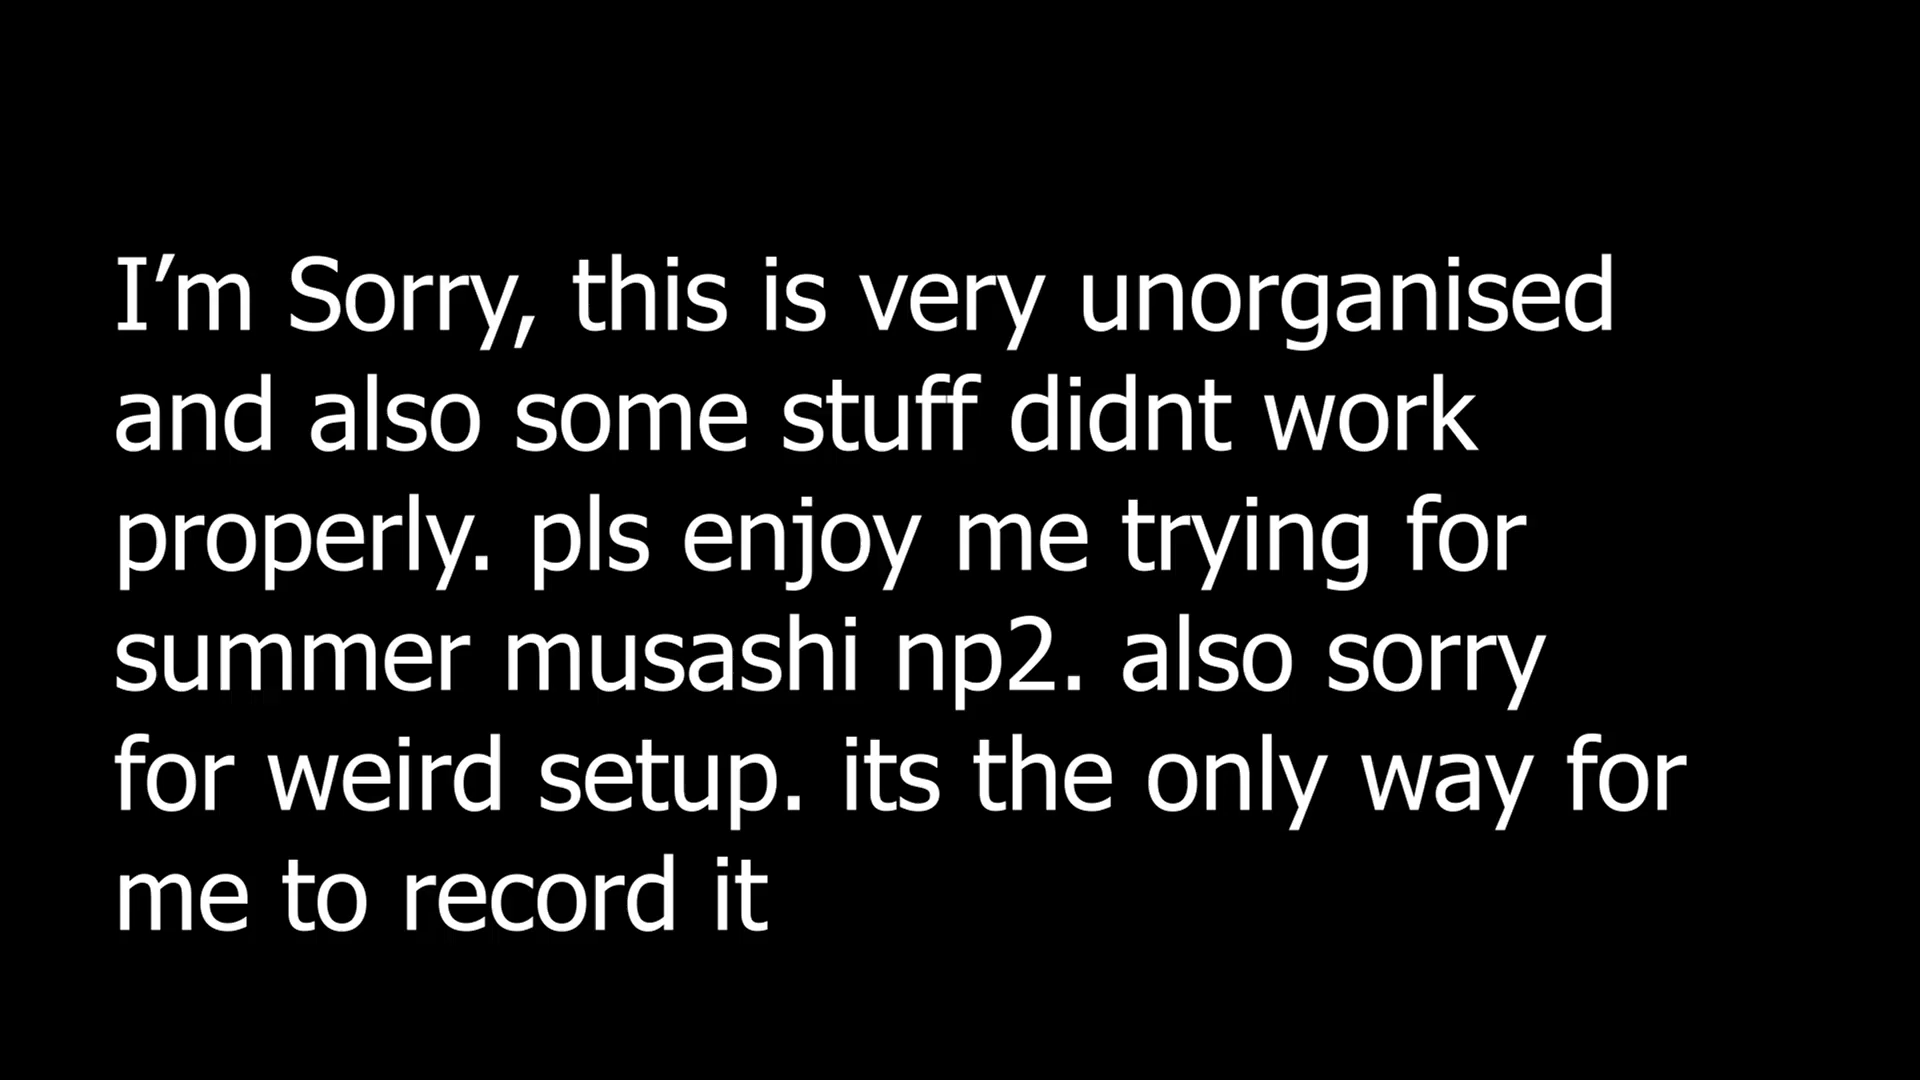 I’m Sorry, this is very unorganised
and also some stuff didnt work
properly. pls enjoy me trying for
summer musashi np2. also sorry
for weird setup. its the only way for
me to record it